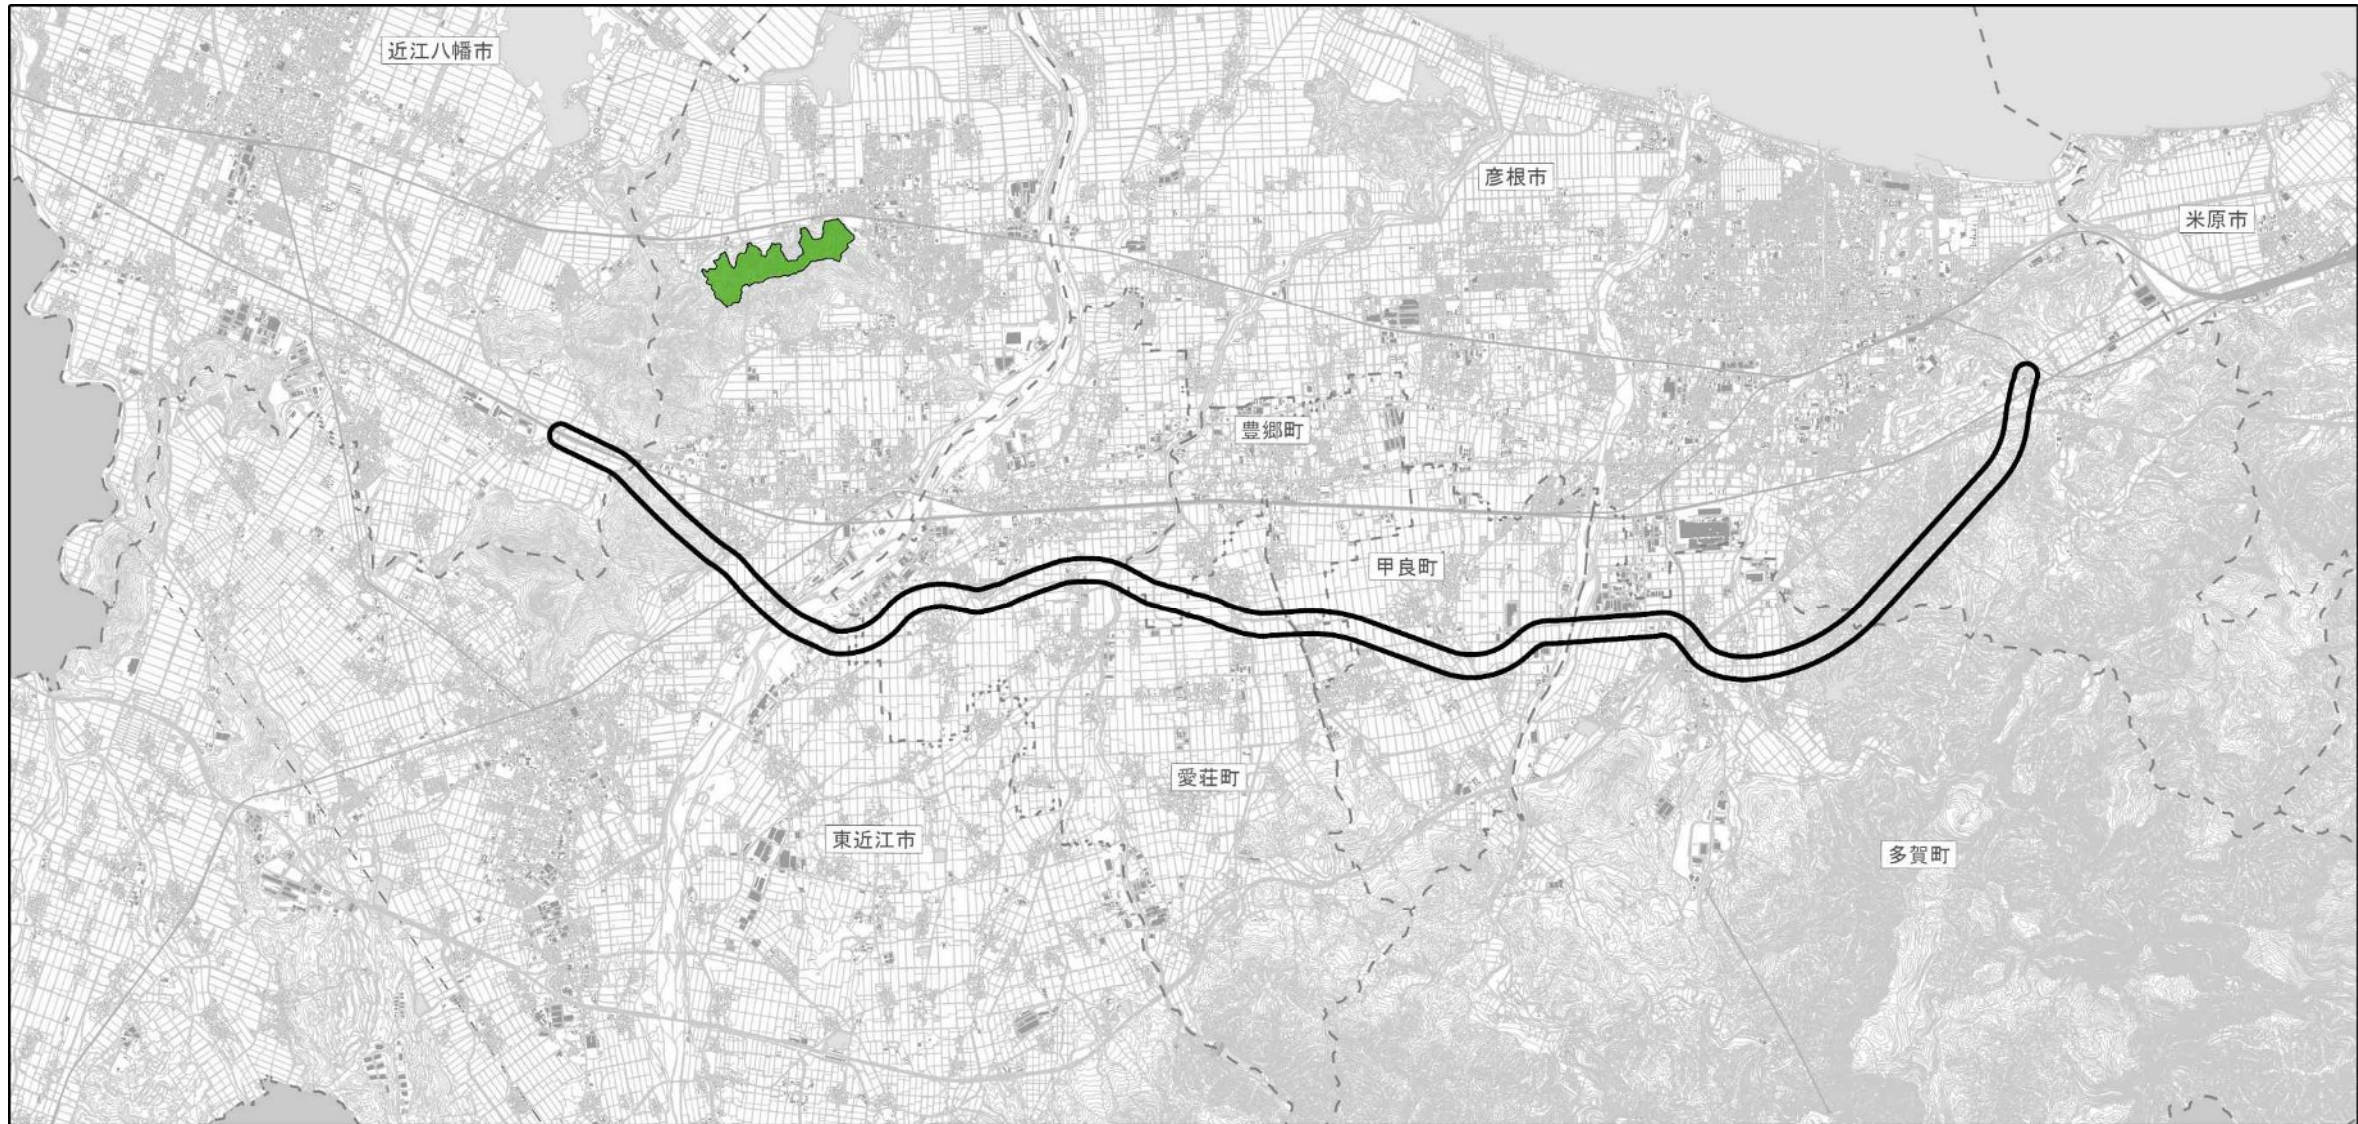 近江八幡市
彦根市
米原市
豊郷町
甲良町
愛荘町
東近江市
多賀町